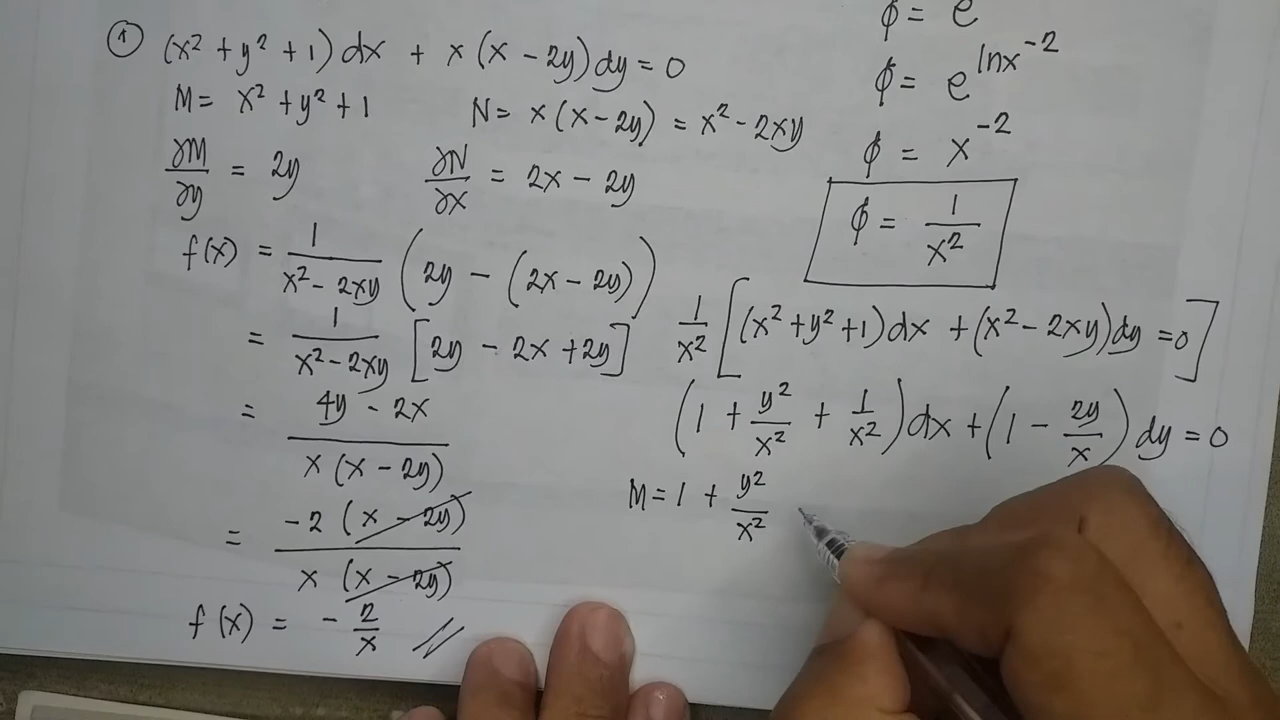 ① (x² + y² + 1) dx + x (x - 2y) dy = 0
M = x² + y² + 1 N = x (x - 2y) = x² - 2xy
∂M/∂y = 2y ∂N/∂x = 2x - 2y
f(x) = 1/(x² - 2xy) (2y - (2x - 2y))
= 1/(x² - 2xy) [2y - 2x + 2y]
= (4y - 2x)/(x (x - 2y))
= (-2 (x - 2y))/(x (x - 2y))
f(x) = - 2/x //
ϕ = e
ϕ = e^(ln x^-2)
ϕ = x^-2
ϕ = 1/x²
1/x² [(x² + y² + 1) dx + (x² - 2xy) dy = 0]
(1 + y²/x² + 1/x²) dx + (1 - 2y/x) dy = 0
M = 1 + y²/x²